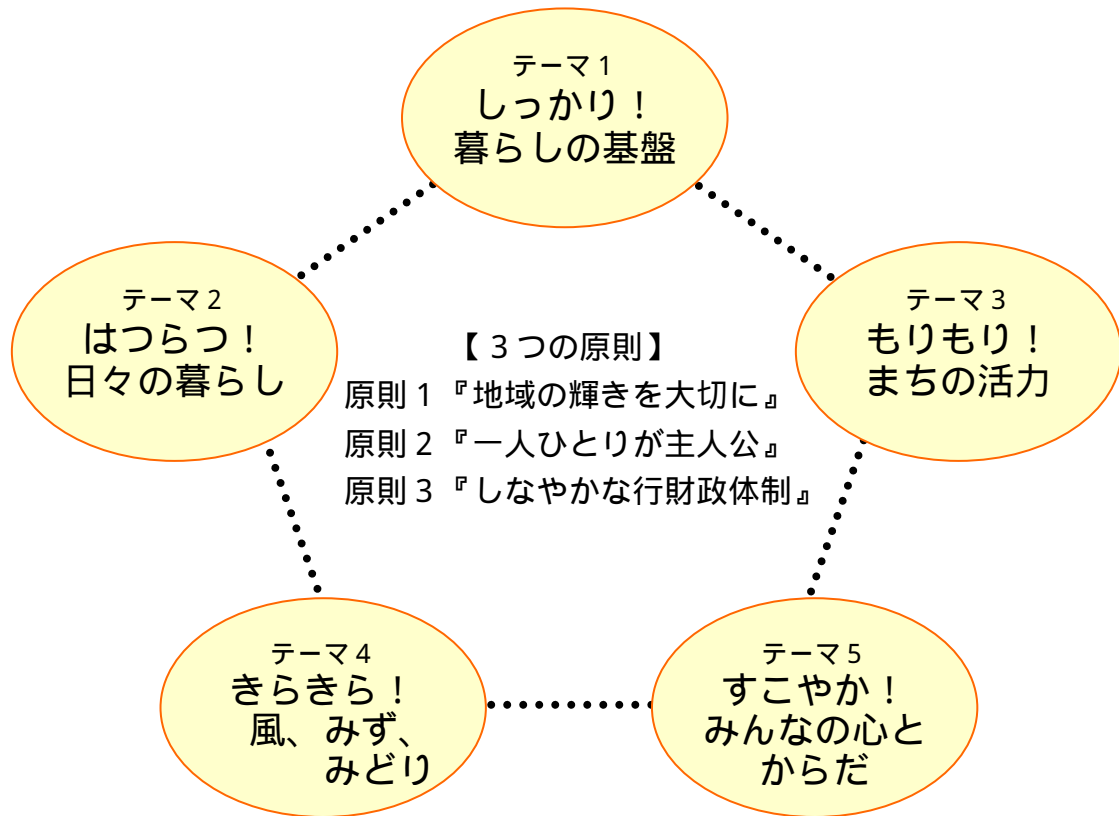 テーマ1
しっかり！
暮らしの基盤
テーマ2
はつらつ！
日々の暮らし
テーマ3
もりもり！
まちの活力
【3つの原則】
原則1『地域の輝きを大切に』
原則2『一人ひとりが主人公』
原則3『しなやかな行財政体制』
テーマ4
きらきら！
風、みず、
みどり
テーマ5
すこやか！
みんなの心と
からだ